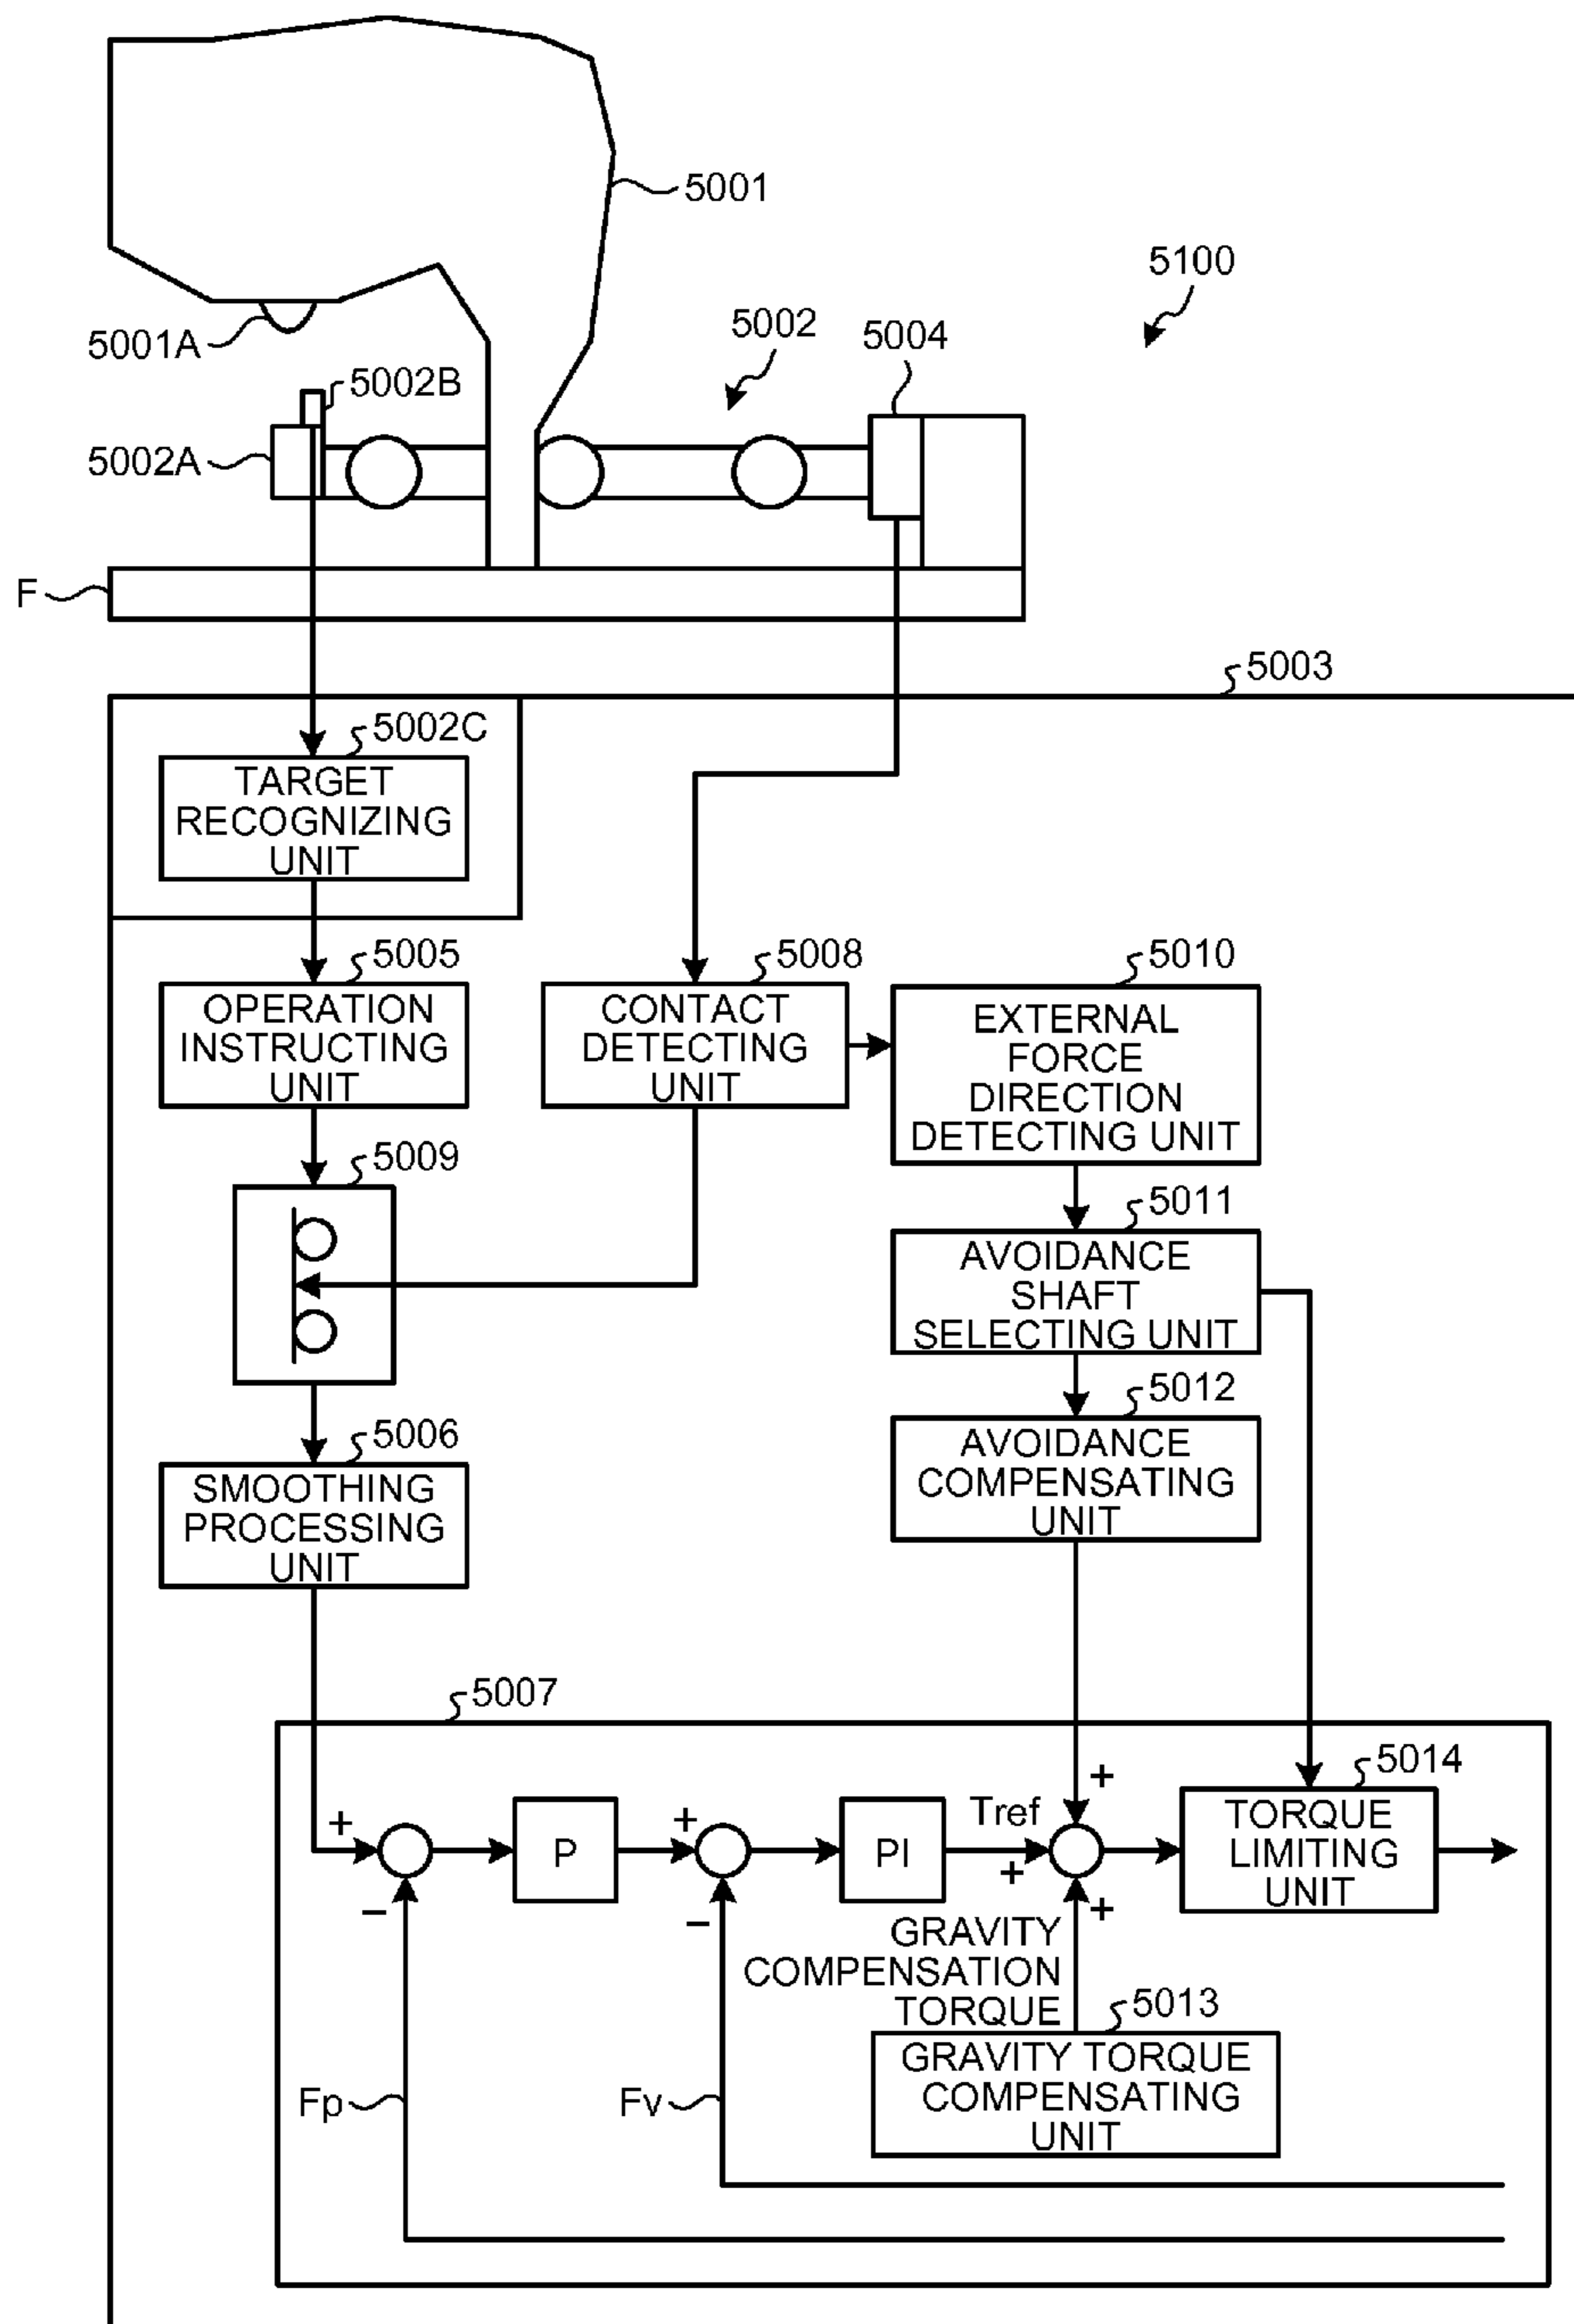 5001
5100
5001A
5002
5004
5002B
5002A
F
5003
5002C
TARGET
RECOGNIZING
UNIT
5005
OPERATION
INSTRUCTING
UNIT
5008
CONTACT
DETECTING
UNIT
5010
EXTERNAL
FORCE
DIRECTION
DETECTING UNIT
5009
5011
AVOIDANCE
SHAFT
SELECTING UNIT
5012
AVOIDANCE
COMPENSATING
UNIT
5006
SMOOTHING
PROCESSING
UNIT
5007
5014
TORQUE
LIMITING
UNIT
+
P
+
PI
Tref
+
+
+
−
−
GRAVITY
COMPENSATION
TORQUE
5013
GRAVITY TORQUE
COMPENSATING
UNIT
Fp
Fv